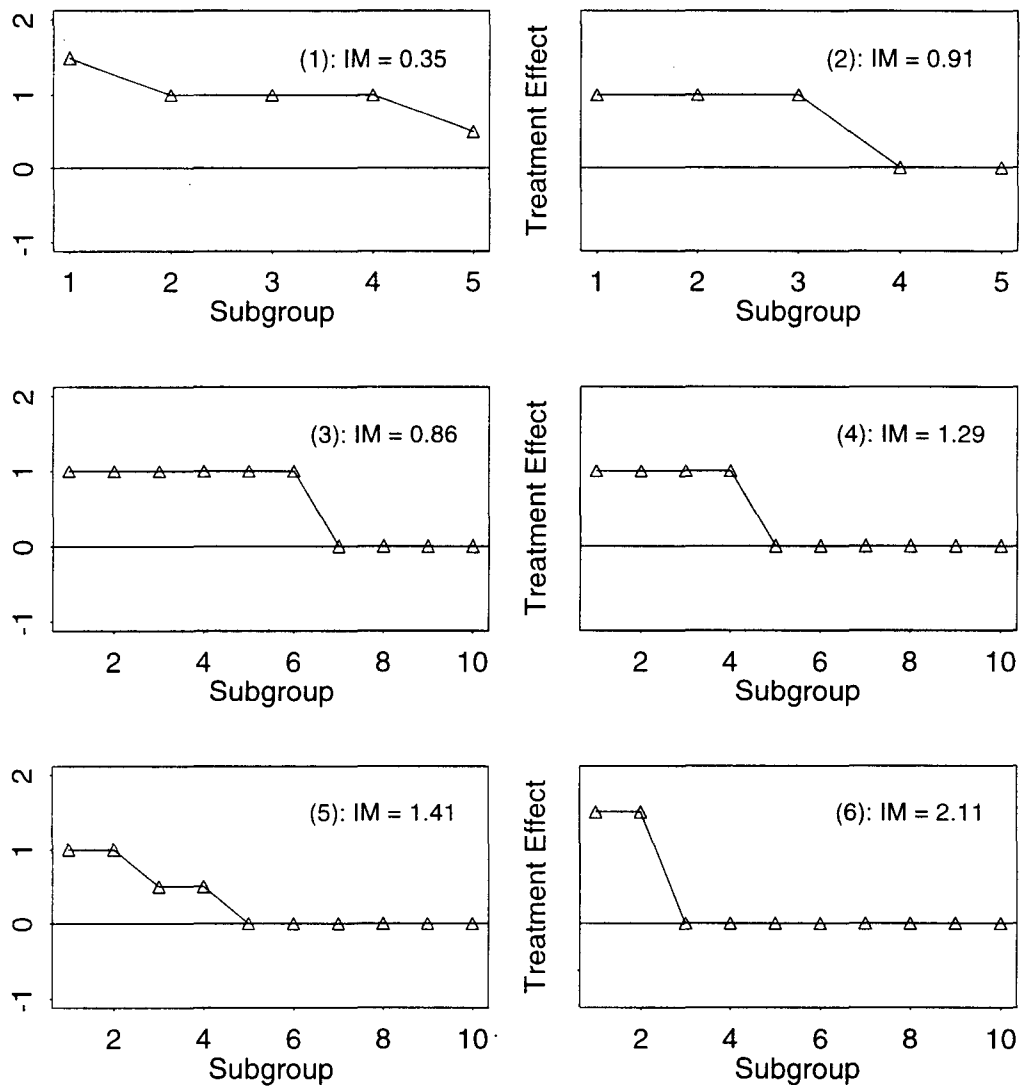 2
1
0
-1
(1): IM = 0.35
1 2 3 4 5
Subgroup
Treatment Effect
(2): IM = 0.91
1 2 3 4 5
Subgroup
2
1
0
-1
(3): IM = 0.86
2 4 6 8 10
Subgroup
Treatment Effect
(4): IM = 1.29
2 4 6 8 10
Subgroup
2
1
0
-1
(5): IM = 1.41
2 4 6 8 10
Subgroup
Treatment Effect
(6): IM = 2.11
2 4 6 8 10
Subgroup